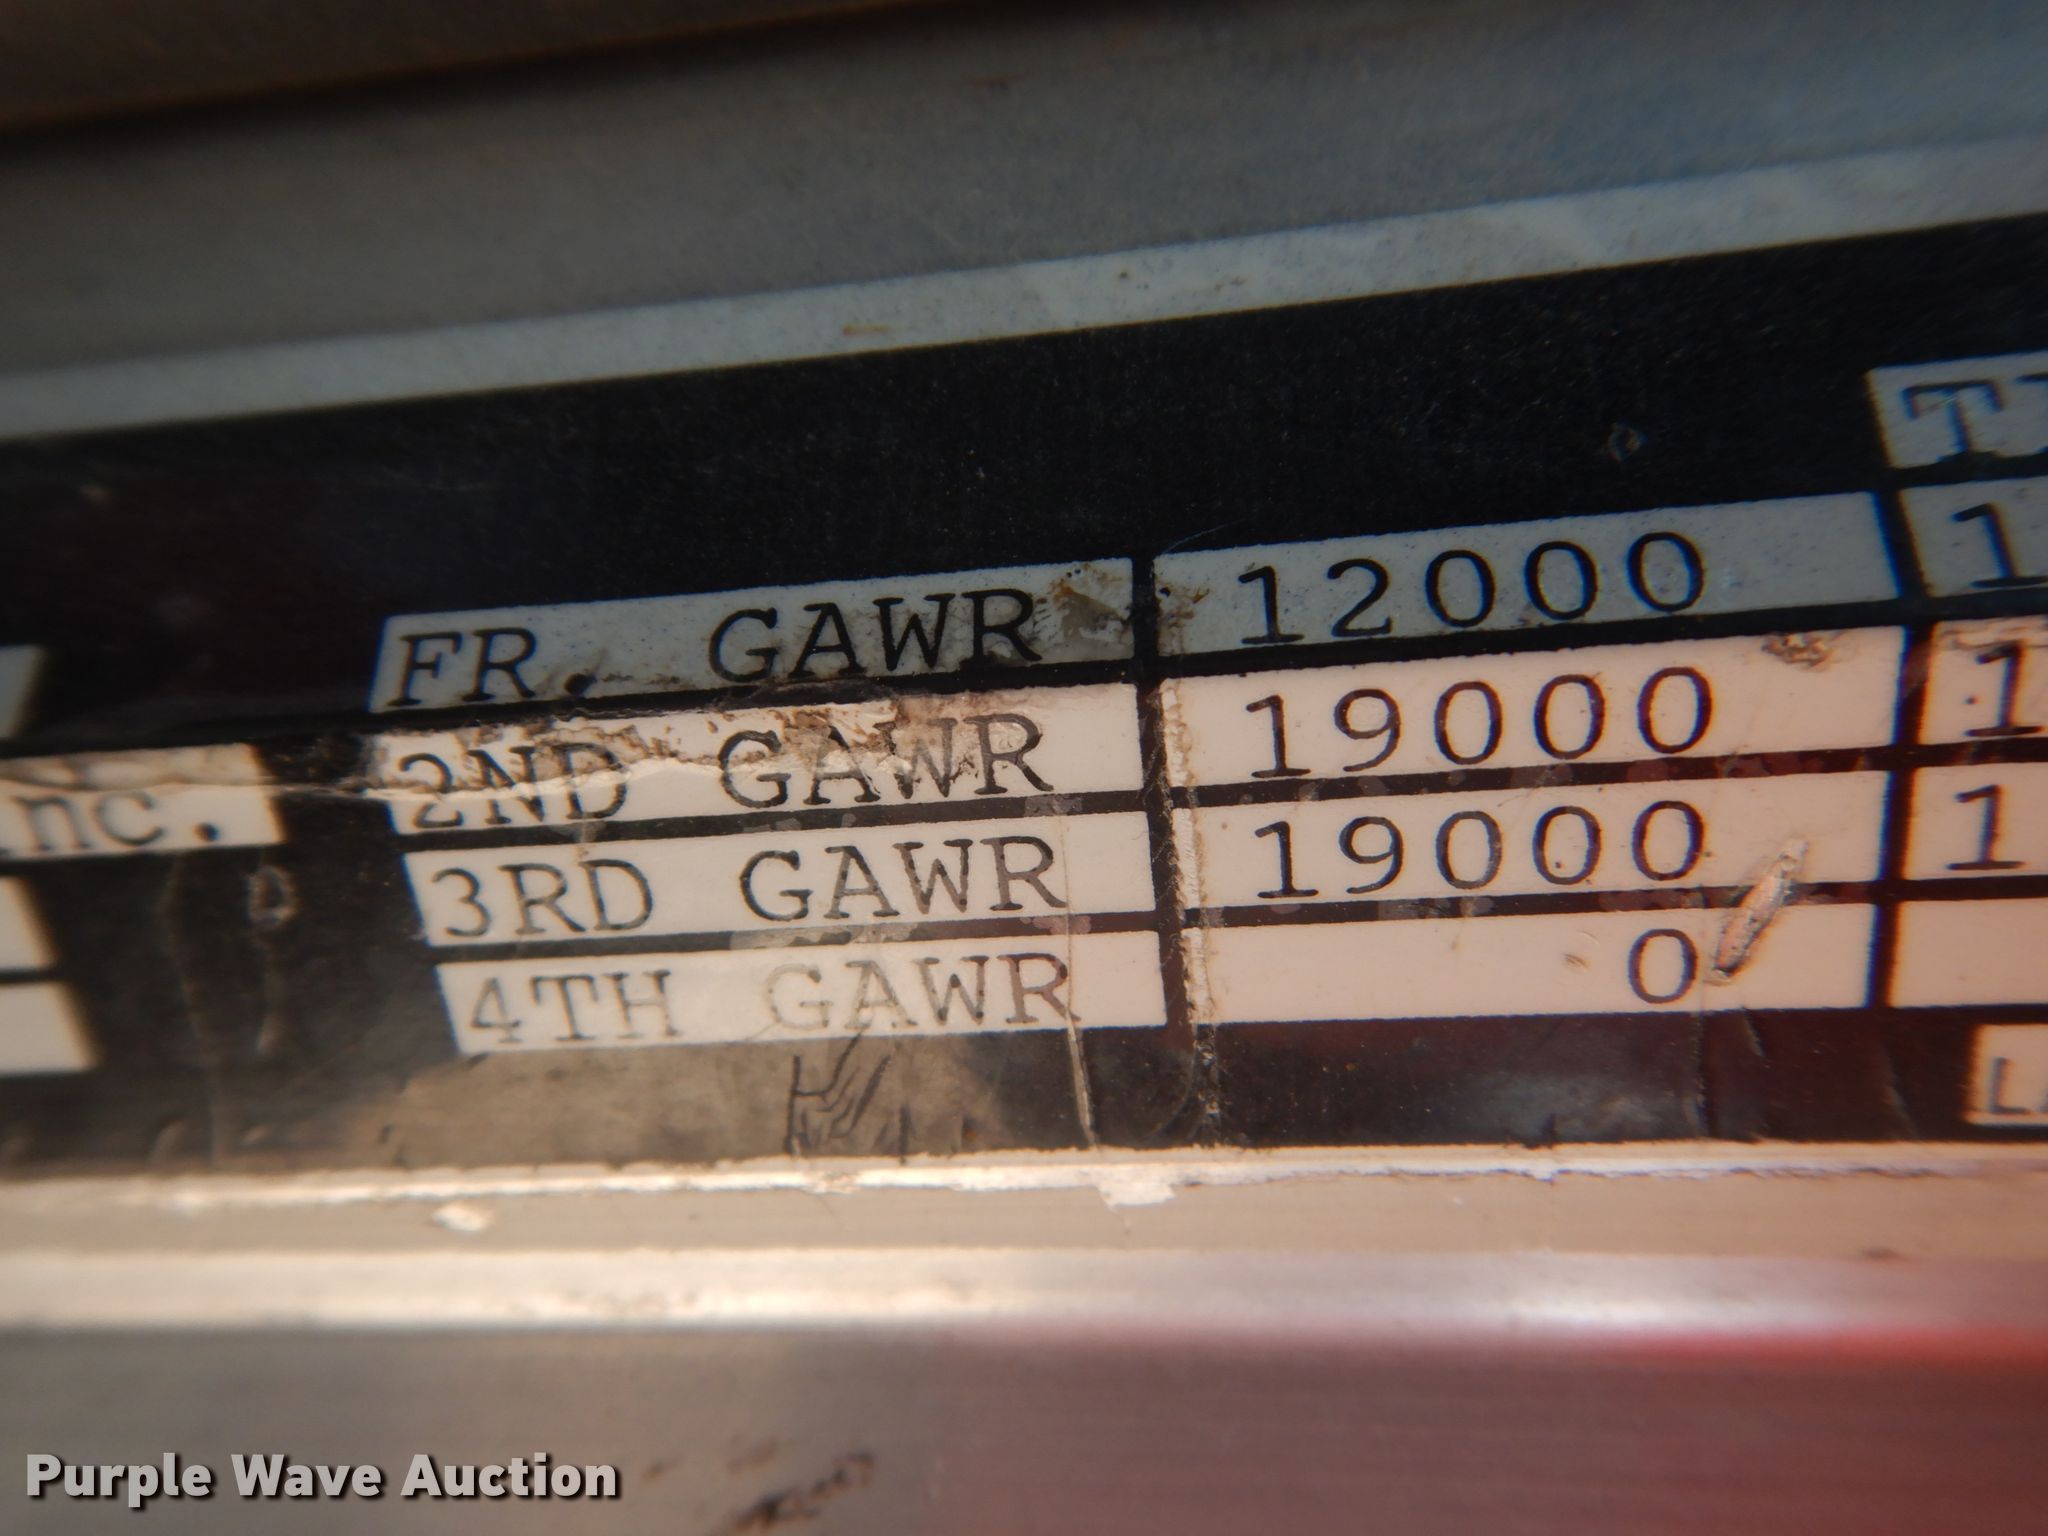 FR. GAWR 12000
2ND GAWR 19000
3RD GAWR 19000
nc.
4TH GAWR 0
Purple Wave Auction